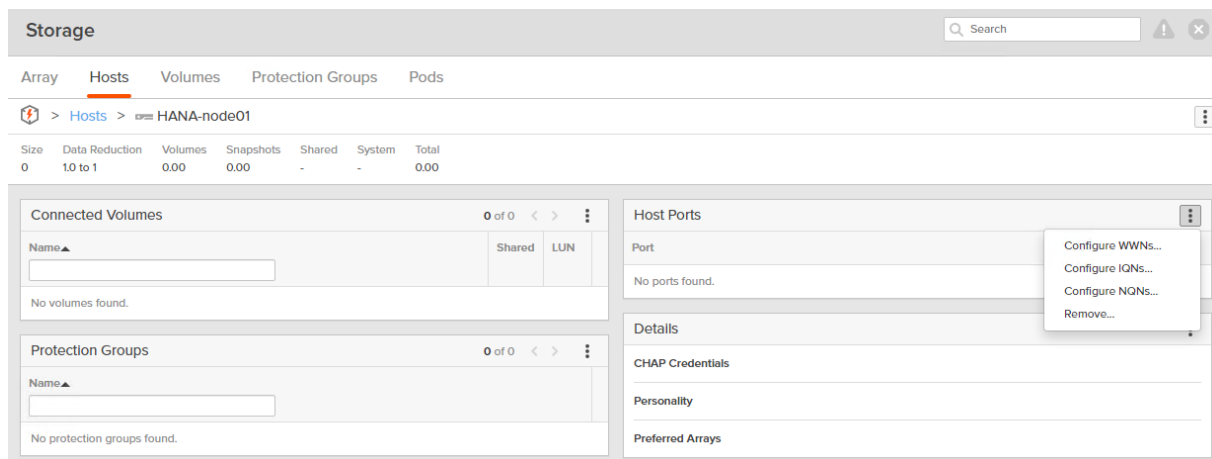 Storage
Search
Array Hosts Volumes Protection Groups Pods
> Hosts > HANA-node01
Size Data Reduction Volumes Snapshots Shared System Total
0 1.0 to 1 0.00 0.00 - - 0.00
Connected Volumes 0 of 0 < >
Name Shared LUN
No volumes found.
Protection Groups 0 of 0 < >
Name
No protection groups found.
Host Ports
Port
No ports found.
Configure WWNs...
Configure IQNs...
Configure NQNs...
Remove...
Details
CHAP Credentials
Personality
Preferred Arrays